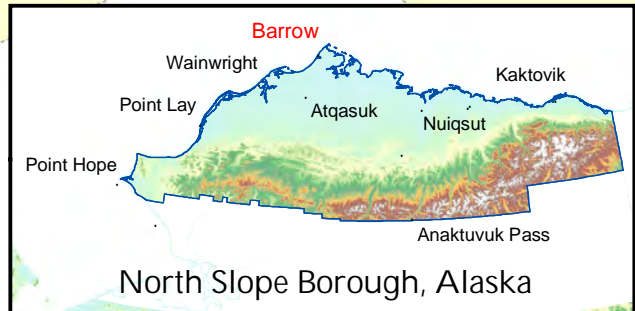 Barrow
Wainwright
Kaktovik
Point Lay
Atqasuk
Nuiqsut
Point Hope
Anaktuvuk Pass
North Slope Borough, Alaska